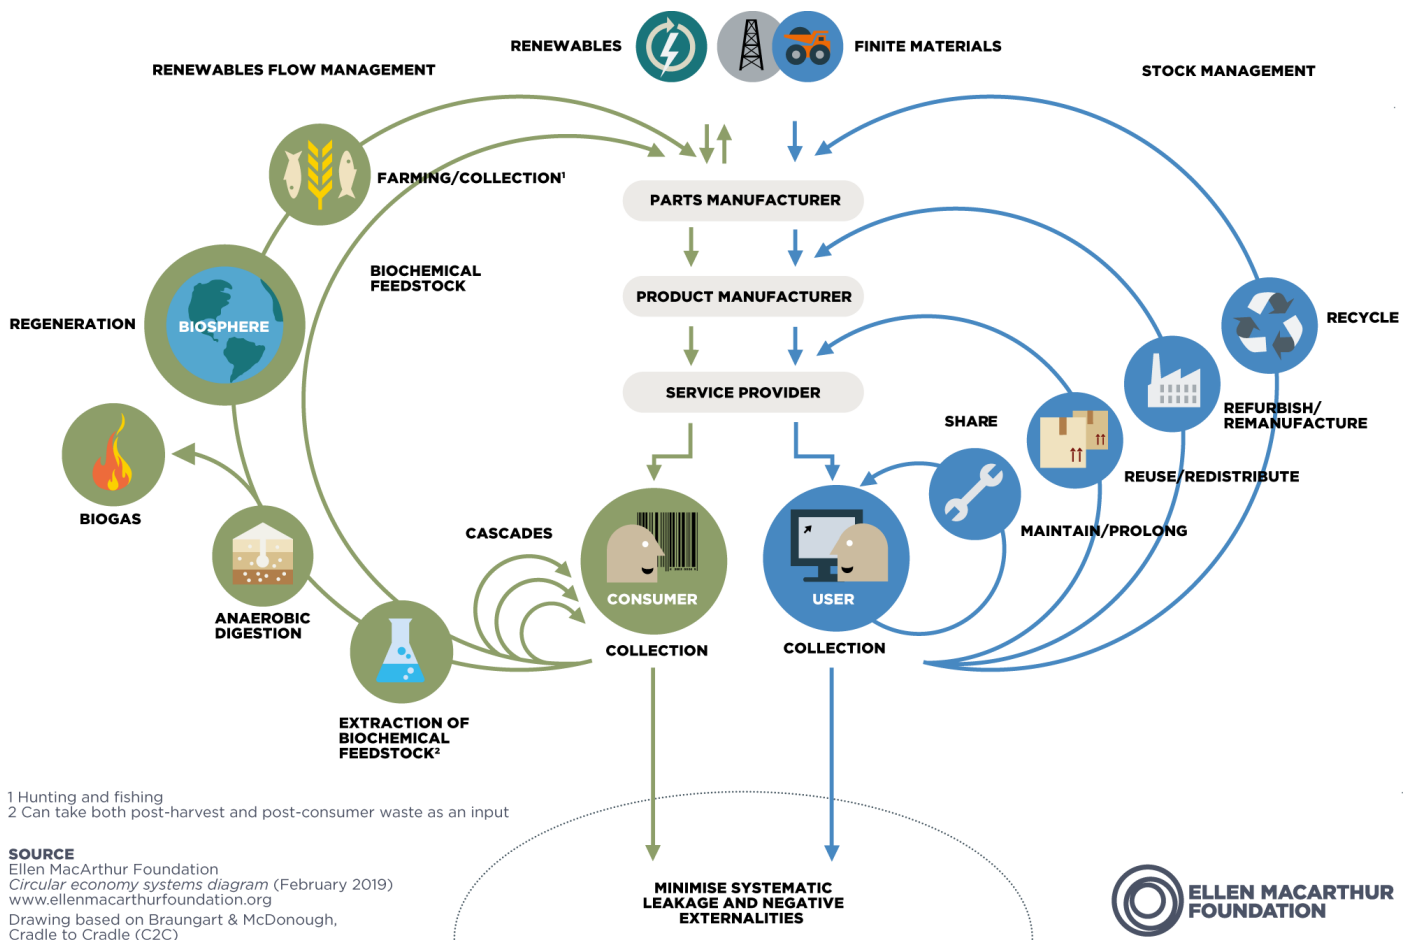 RENEWABLES
FINITE MATERIALS
RENEWABLES FLOW MANAGEMENT
STOCK MANAGEMENT
FARMING/COLLECTION¹
PARTS MANUFACTURER
BIOCHEMICAL
FEEDSTOCK
PRODUCT MANUFACTURER
REGENERATION
BIOSPHERE
RECYCLE
SERVICE PROVIDER
SHARE
REFURBISH/
REMANUFACTURE
REUSE/REDISTRIBUTE
BIOGAS
CASCADES
MAINTAIN/PROLONG
CONSUMER
USER
ANAEROBIC
DIGESTION
COLLECTION
COLLECTION
EXTRACTION OF
BIOCHEMICAL
FEEDSTOCK²
1 Hunting and fishing
2 Can take both post-harvest and post-consumer waste as an input
SOURCE
Ellen MacArthur Foundation
Circular economy systems diagram (February 2019)
www.ellenmacarthurfoundation.org
Drawing based on Braungart & McDonough,
Cradle to Cradle (C2C)
MINIMISE SYSTEMATIC
LEAKAGE AND NEGATIVE
EXTERNALITIES
ELLEN MACARTHUR
FOUNDATION